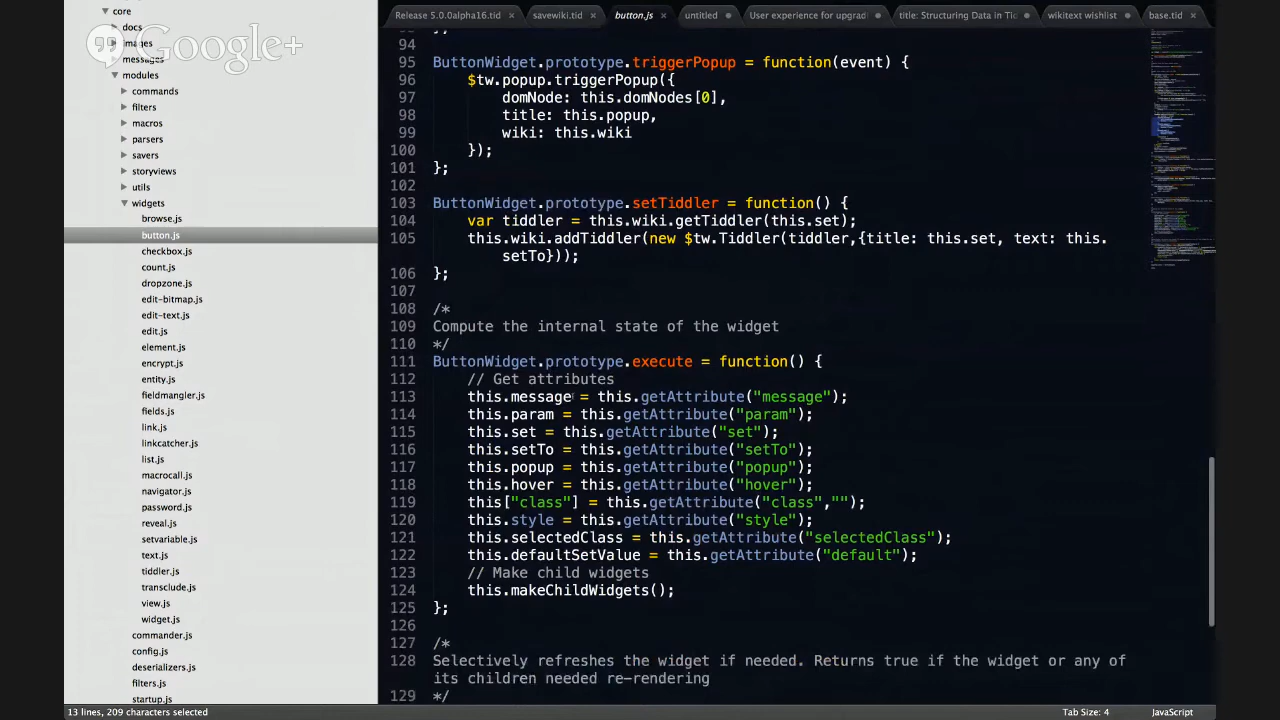 core
docs
images
messages
Google+
modules
commands
filters
macros
parsers
savers
storyviews
utils
widgets
browse.js
button.js
checkbox.js
count.js
dropzone.js
edit-bitmap.js
edit-text.js
edit.js
element.js
encrypt.js
entity.js
fieldmangler.js
fields.js
link.js
linkcatcher.js
list.js
macrocall.js
navigator.js
password.js
reveal.js
setvariable.js
text.js
tiddler.js
transclude.js
view.js
widget.js
commander.js
config.js
deserializers.js
filters.js
startup.js
Release 5.0.0alpha16.tid × savewiki.tid × button.js × untitled User experience for upgrad title: Structuring Data in Tid wikitext wishlist base.tid ×
94
95 ButtonWidget.prototype.triggerPopup = function(event) {
96 $tw.popup.triggerPopup({
97 domNode: this.domNodes[0],
98 title: this.popup,
99 wiki: this.wiki
100 });
101 };
102
103 ButtonWidget.prototype.setTiddler = function() {
104 var tiddler = this.wiki.getTiddler(this.set);
105 this.wiki.addTiddler(new $tw.Tiddler(tiddler,{title: this.set, text: this.
setTo}));
106 };
107
108 /*
109 Compute the internal state of the widget
110 */
111 ButtonWidget.prototype.execute = function() {
112 // Get attributes
113 this.message = this.getAttribute("message");
114 this.param = this.getAttribute("param");
115 this.set = this.getAttribute("set");
116 this.setTo = this.getAttribute("setTo");
117 this.popup = this.getAttribute("popup");
118 this.hover = this.getAttribute("hover");
119 this["class"] = this.getAttribute("class","");
120 this.style = this.getAttribute("style");
121 this.selectedClass = this.getAttribute("selectedClass");
122 this.defaultSetValue = this.getAttribute("default");
123 // Make child widgets
124 this.makeChildWidgets();
125 };
126
127 /*
128 Selectively refreshes the widget if needed. Returns true if the widget or any of
its children needed re-rendering
129 */
13 lines, 209 characters selected
Tab Size: 4 JavaScript